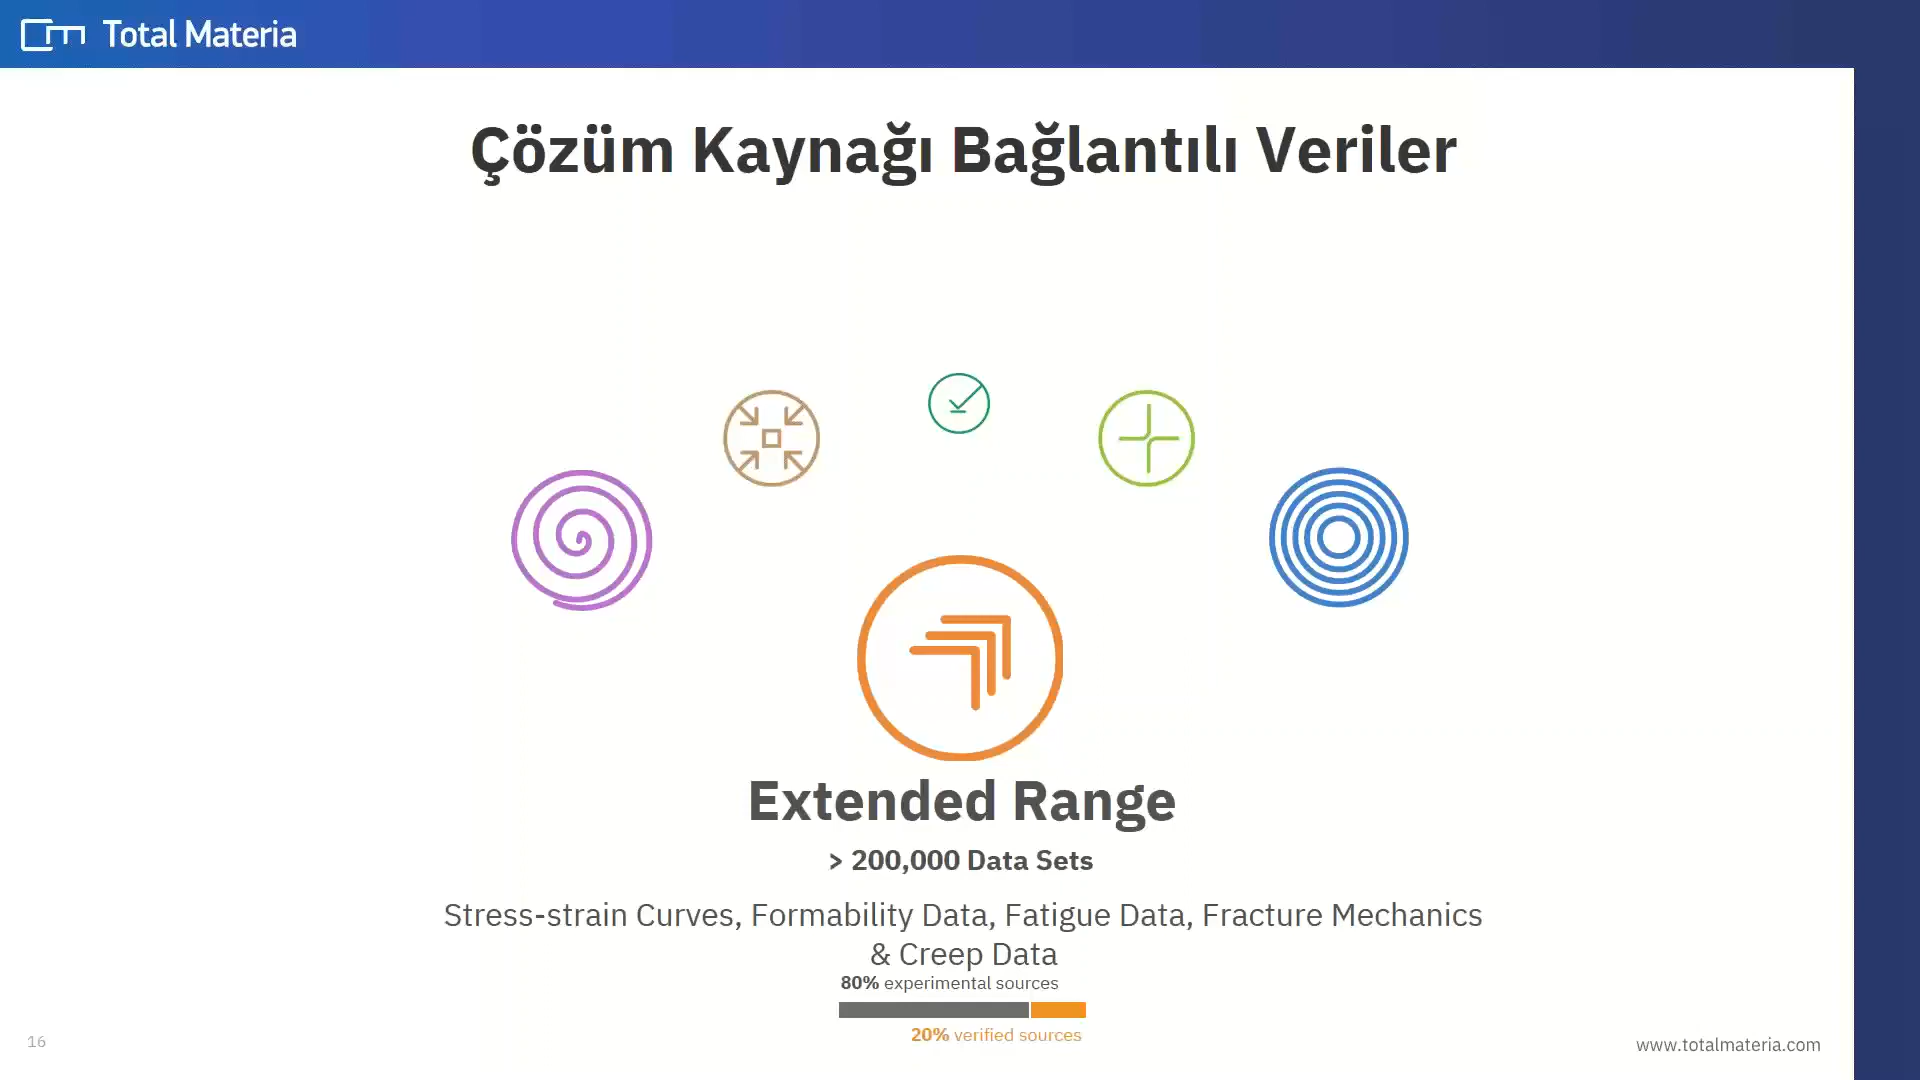 Total Materia
Çözüm Kaynağı Bağlantılı Veriler
Extended Range
> 200,000 Data Sets
Stress-strain Curves, Formability Data, Fatigue Data, Fracture Mechanics
& Creep Data
80% experimental sources
20% verified sources
16
www.totalmateria.com